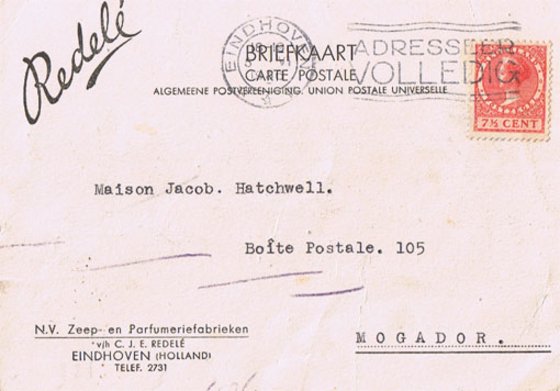 Redelé
EINDHOVEN
BRIEFKAART
CARTE POSTALE
ALGEMEENE POSTVEREENIGING, UNION POSTALE UNIVERSELLE
ADRESSEER
VOLLEDIG
7½ CENT
Maison Jacob. Hatchwell.
Boîte Postale. 105
MOGADOR.
N.V. Zeep- en Parfumeriefabrieken
v/h C. J. E. REDELÉ
EINDHOVEN (HOLLAND)
TELEF. 2731